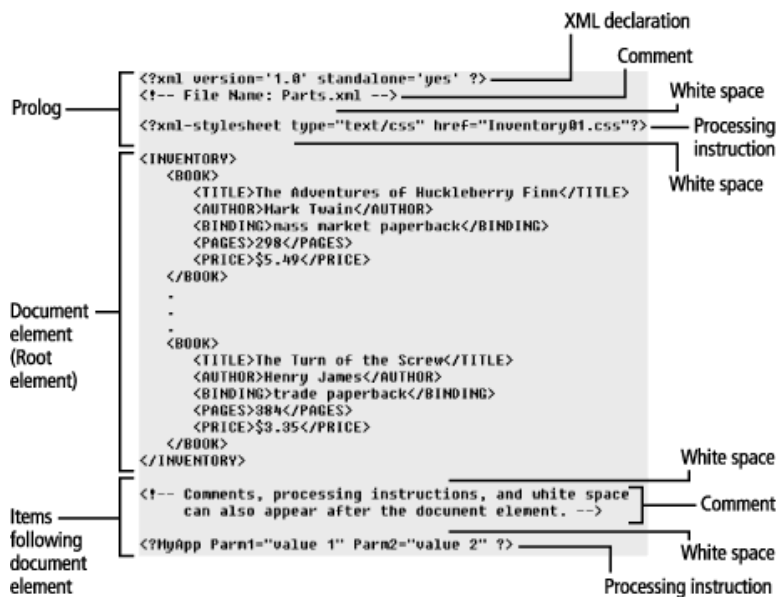 XML declaration
Comment
<?xml version='1.0' standalone='yes' ?>
<!-- File Name: Parts.xml -->
White space
Prolog
<?xml-stylesheet type="text/css" href="Inventory01.css"?>
Processing
instruction
White space
<INVENTORY>
<BOOK>
<TITLE>The Adventures of Huckleberry Finn</TITLE>
<AUTHOR>Mark Twain</AUTHOR>
<BINDING>mass market paperback</BINDING>
<PAGES>298</PAGES>
<PRICE>$5.49</PRICE>
</BOOK>
.
.
.
Document
element
(Root
element)
<BOOK>
<TITLE>The Turn of the Screw</TITLE>
<AUTHOR>Henry James</AUTHOR>
<BINDING>trade paperback</BINDING>
<PAGES>384</PAGES>
<PRICE>$3.35</PRICE>
</BOOK>
</INVENTORY>
White space
<!-- Comments, processing instructions, and white space
can also appear after the document element. -->
Comment
Items
following
document
element
White space
<?MyApp Parm1="value 1" Parm2="value 2" ?>
Processing instruction